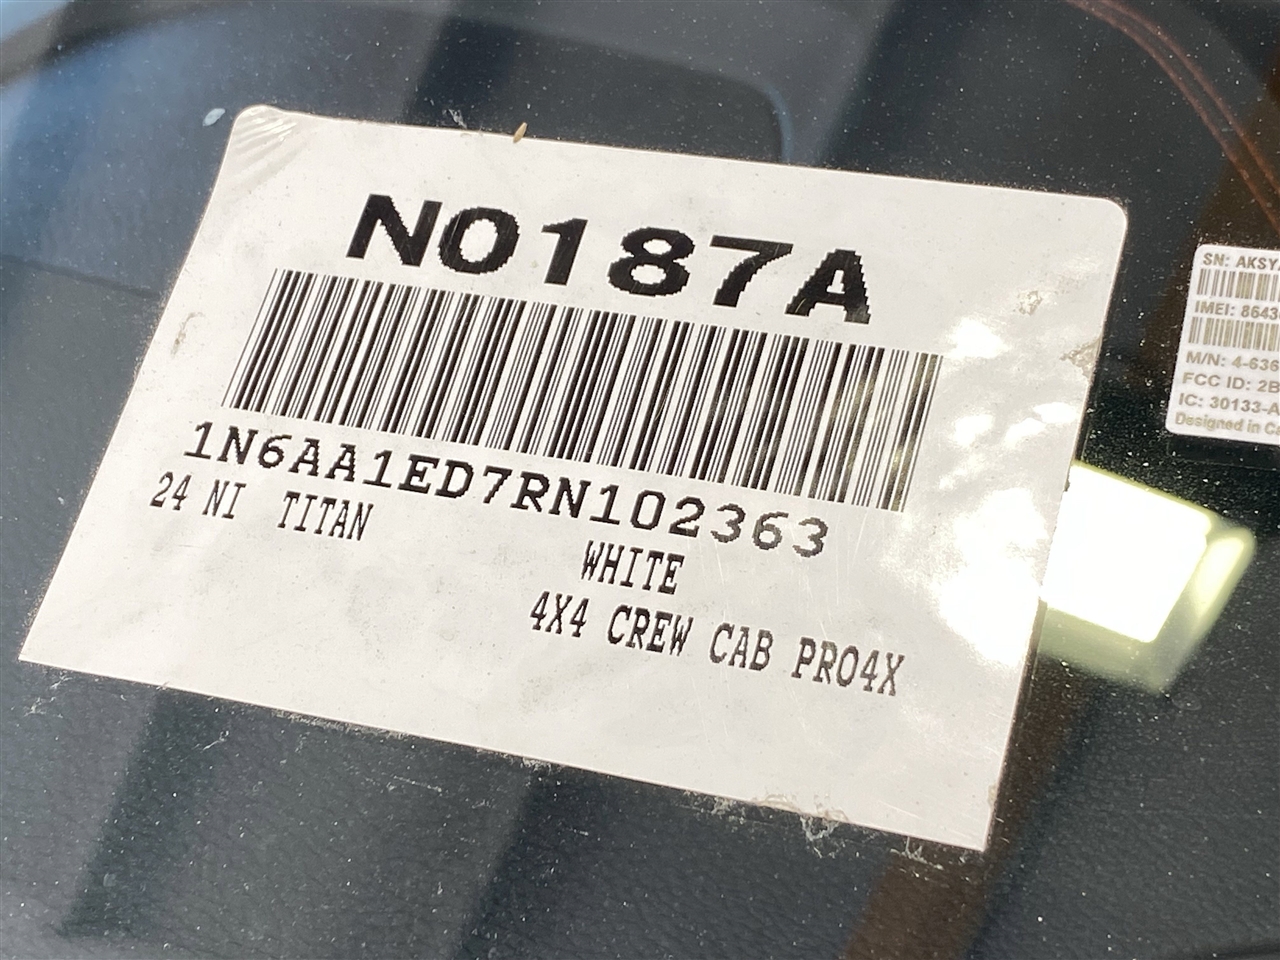 N0187A
1N6AA1ED7RN102363
24 NI TITAN
WHITE
4X4 CREW CAB PRO4X
SN: AKSY
IMEI: 8643
M/N: 4-636
FCC ID: 2B
IC: 30133-A
Designed in Ca